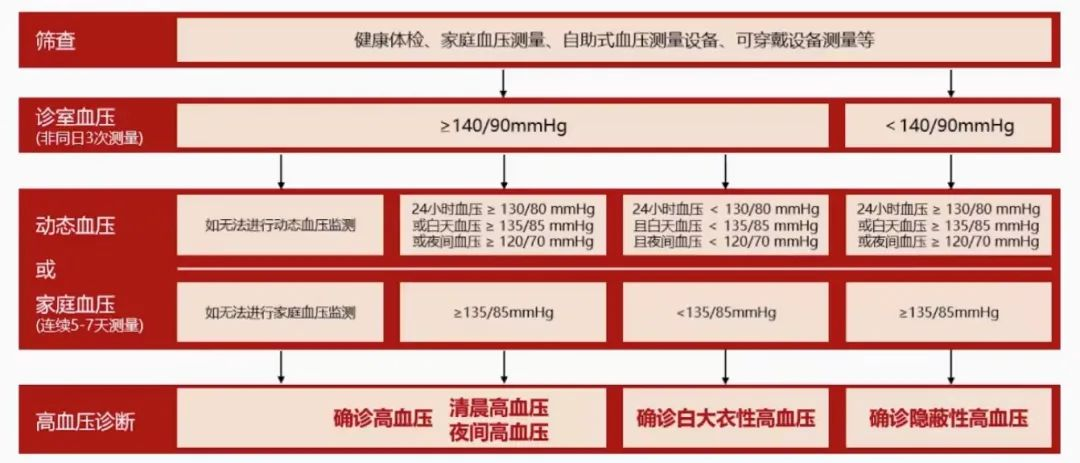 筛查
健康体检、家庭血压测量、自助式血压测量设备、可穿戴设备测量等
诊室血压
(非同日3次测量)
≥140/90mmHg
<140/90mmHg
动态血压
如无法进行动态血压监测
24小时血压 ≥ 130/80 mmHg
或白天血压 ≥ 135/85 mmHg
或夜间血压 ≥ 120/70 mmHg
24小时血压 < 130/80 mmHg
且白天血压 < 135/85 mmHg
且夜间血压 < 120/70 mmHg
24小时血压 ≥ 130/80 mmHg
或白天血压 ≥ 135/85 mmHg
或夜间血压 ≥ 120/70 mmHg
或
家庭血压
(连续5-7天测量)
如无法进行家庭血压监测
≥135/85mmHg
<135/85mmHg
≥135/85mmHg
高血压诊断
确诊高血压
清晨高血压
夜间高血压
确诊白大衣性高血压
确诊隐蔽性高血压